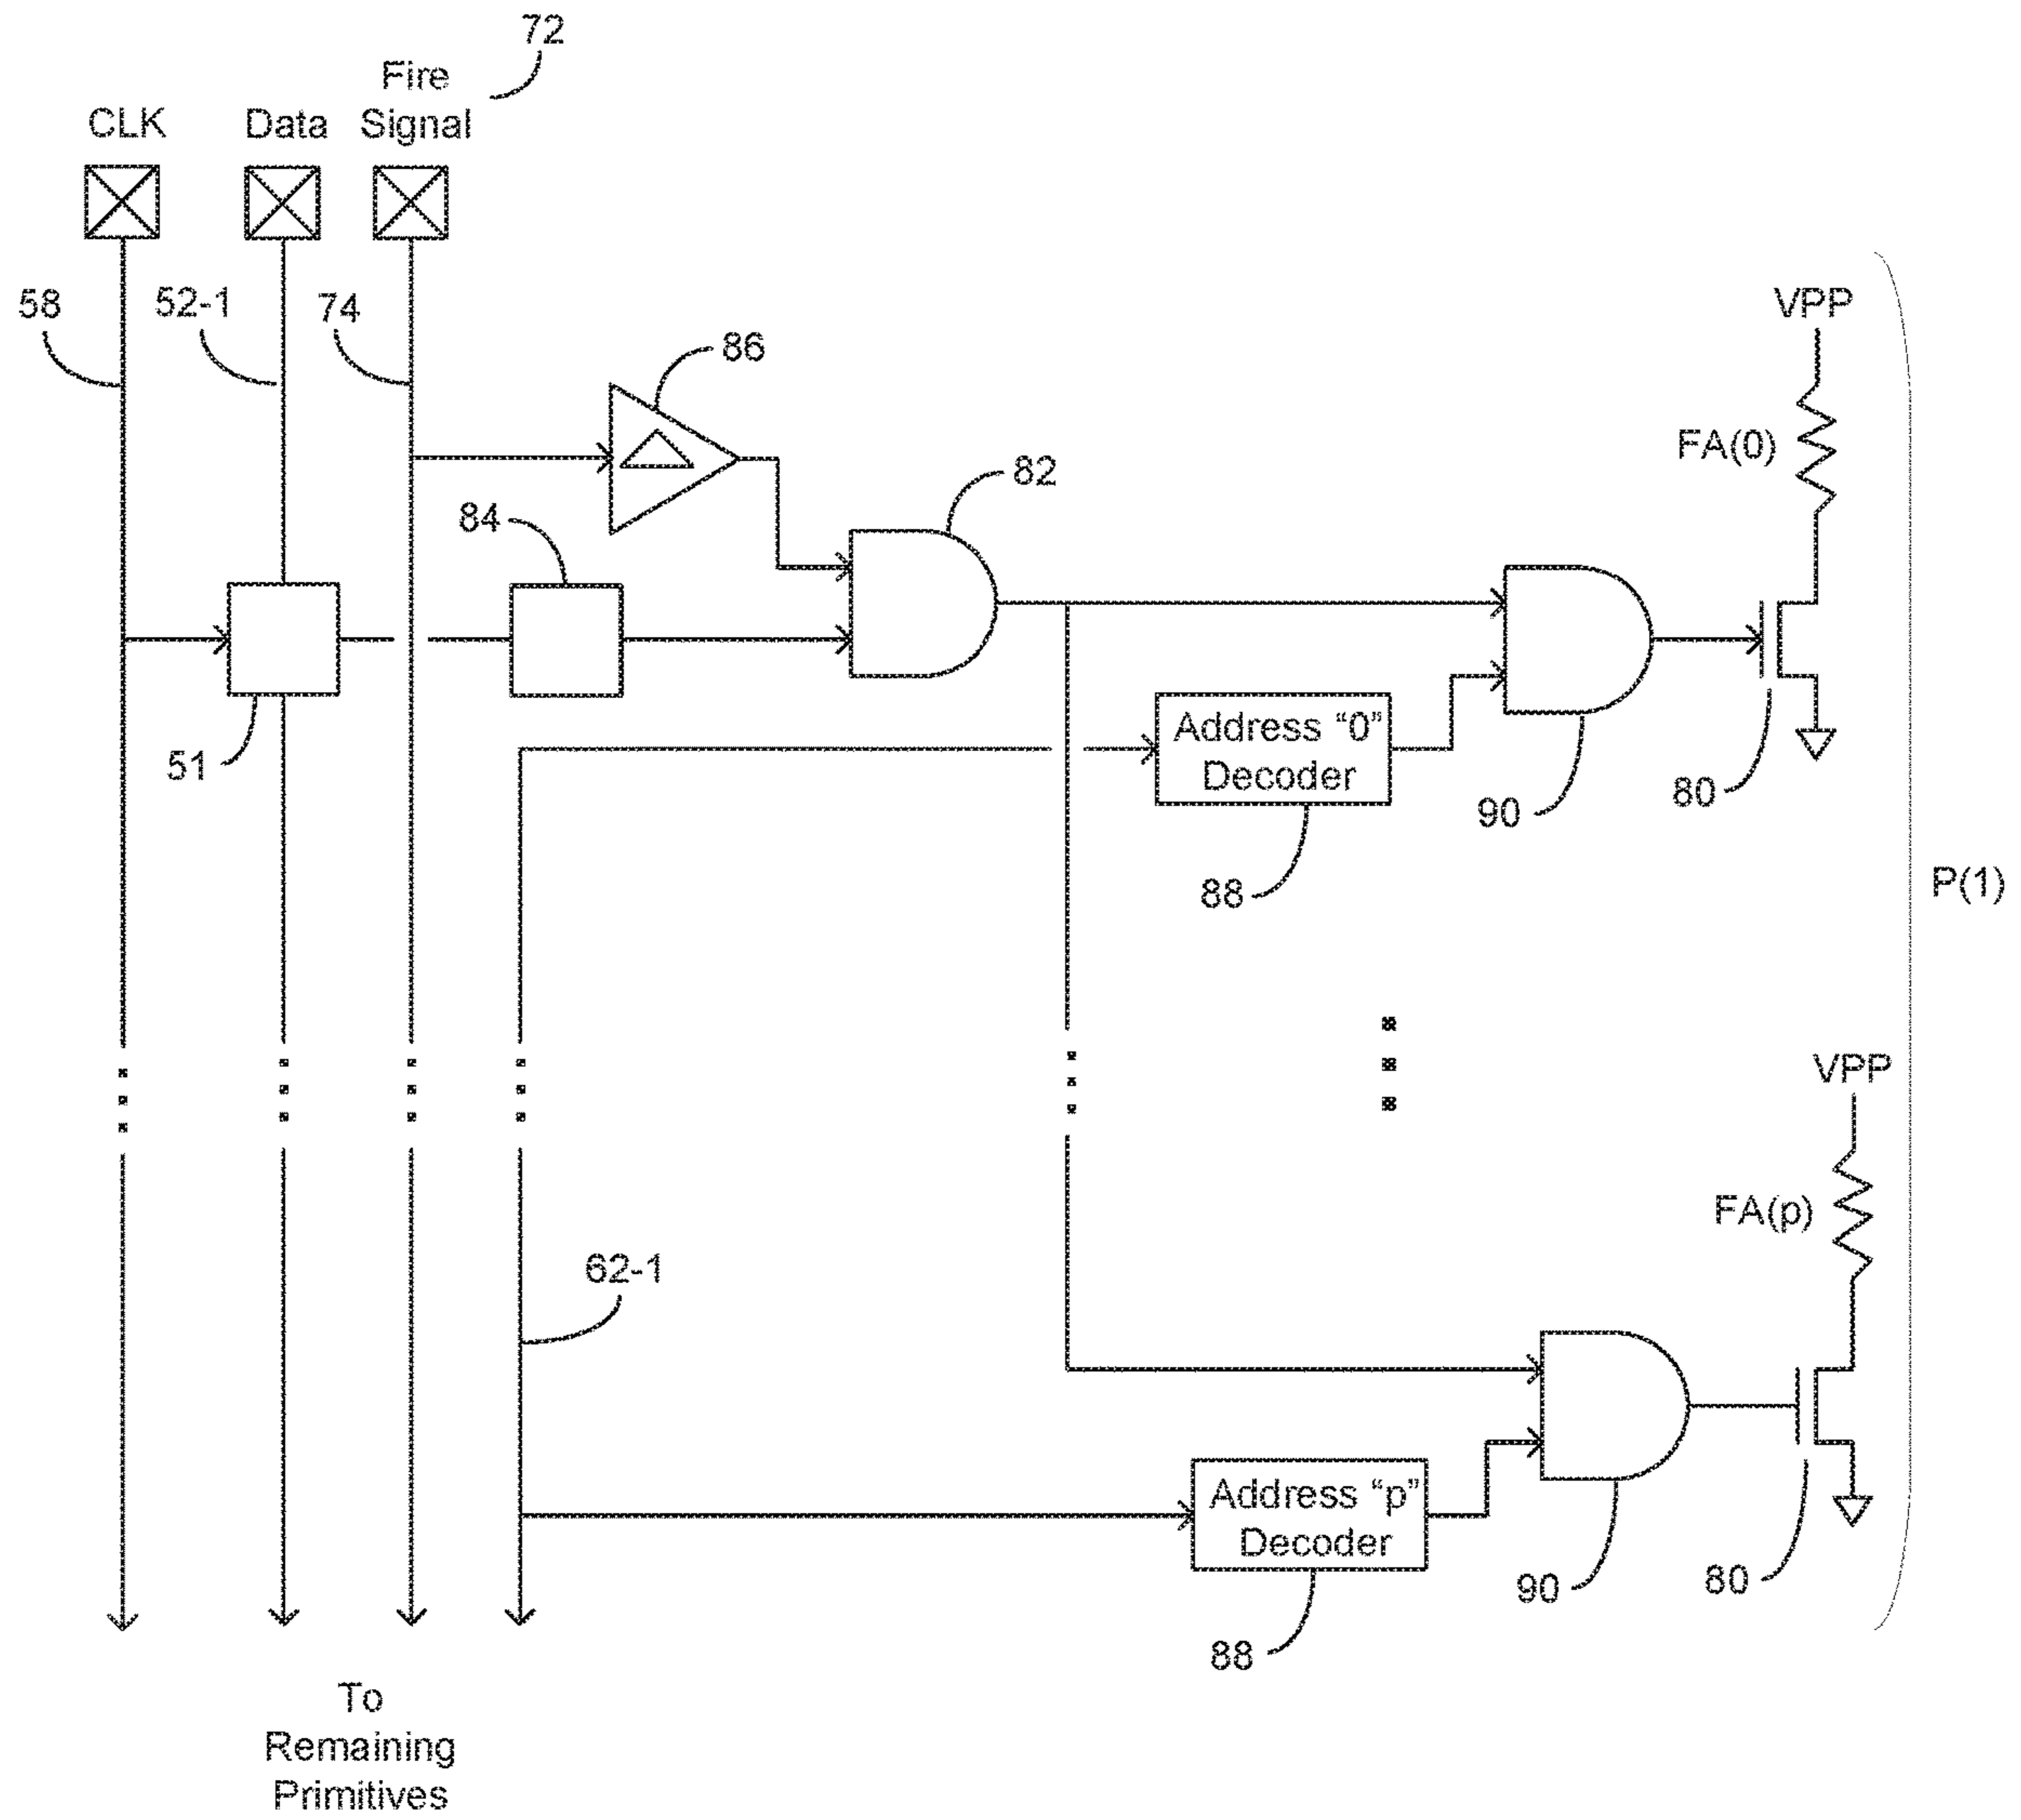 72
Fire
CLK Data Signal
58
52-1
74
86
VPP
FA(0)
82
84
51
Address "0"
Decoder
90
80
88
P(1)
VPP
FA(p)
62-1
Address "p"
Decoder
90
80
88
To
Remaining
Primitives